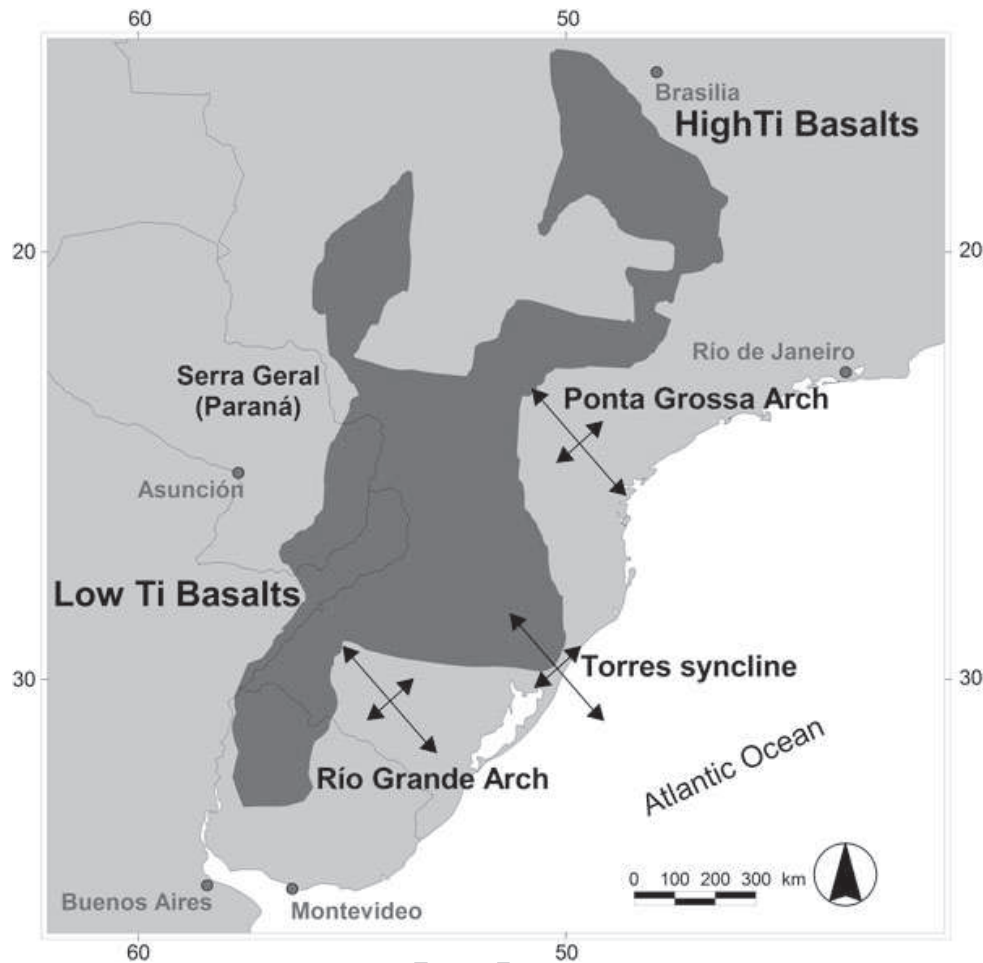 60 50
Brasilia
HighTi Basalts
20 20
Río de Janeiro
Serra Geral
(Paraná)
Ponta Grossa Arch
Asunción
Low Ti Basalts
Torres syncline
30 30
Río Grande Arch
Atlantic Ocean
0 100 200 300 km
Buenos Aires
Montevideo
60 50